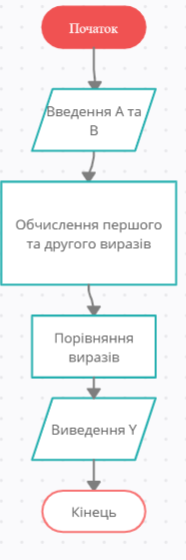 Початок
Введення А та
В
Обчислення першого
та другого виразів
Порівняння
виразів
Виведення Y
Кінець